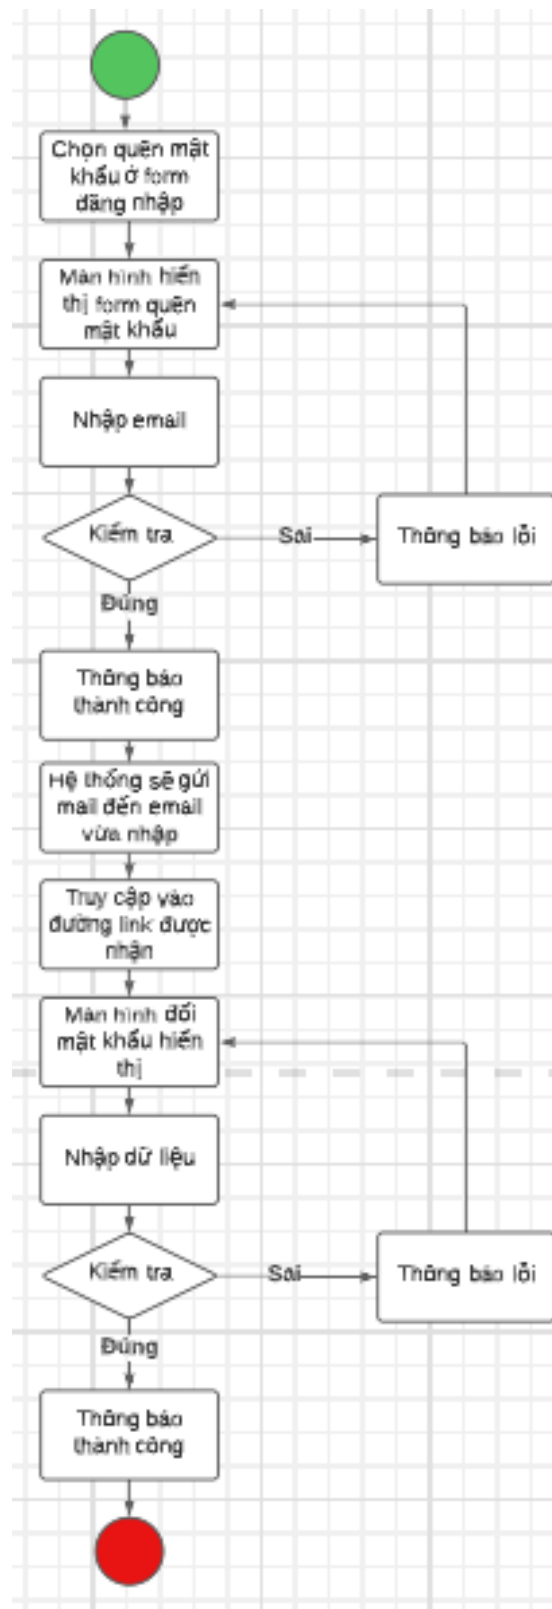 Chọn quên mật
khẩu ở form
đăng nhập
Màn hình hiển
thị form quên
mật khẩu
Nhập email
Kiểm tra
Sai
Thông báo lỗi
Đúng
Thông báo
thành công
Hệ thống sẽ gửi
mail đến email
vừa nhập
Truy cập vào
đường link được
nhận
Màn hình đổi
mật khẩu hiển
thị
Nhập dữ liệu
Kiểm tra
Sai
Thông báo lỗi
Đúng
Thông báo
thành công